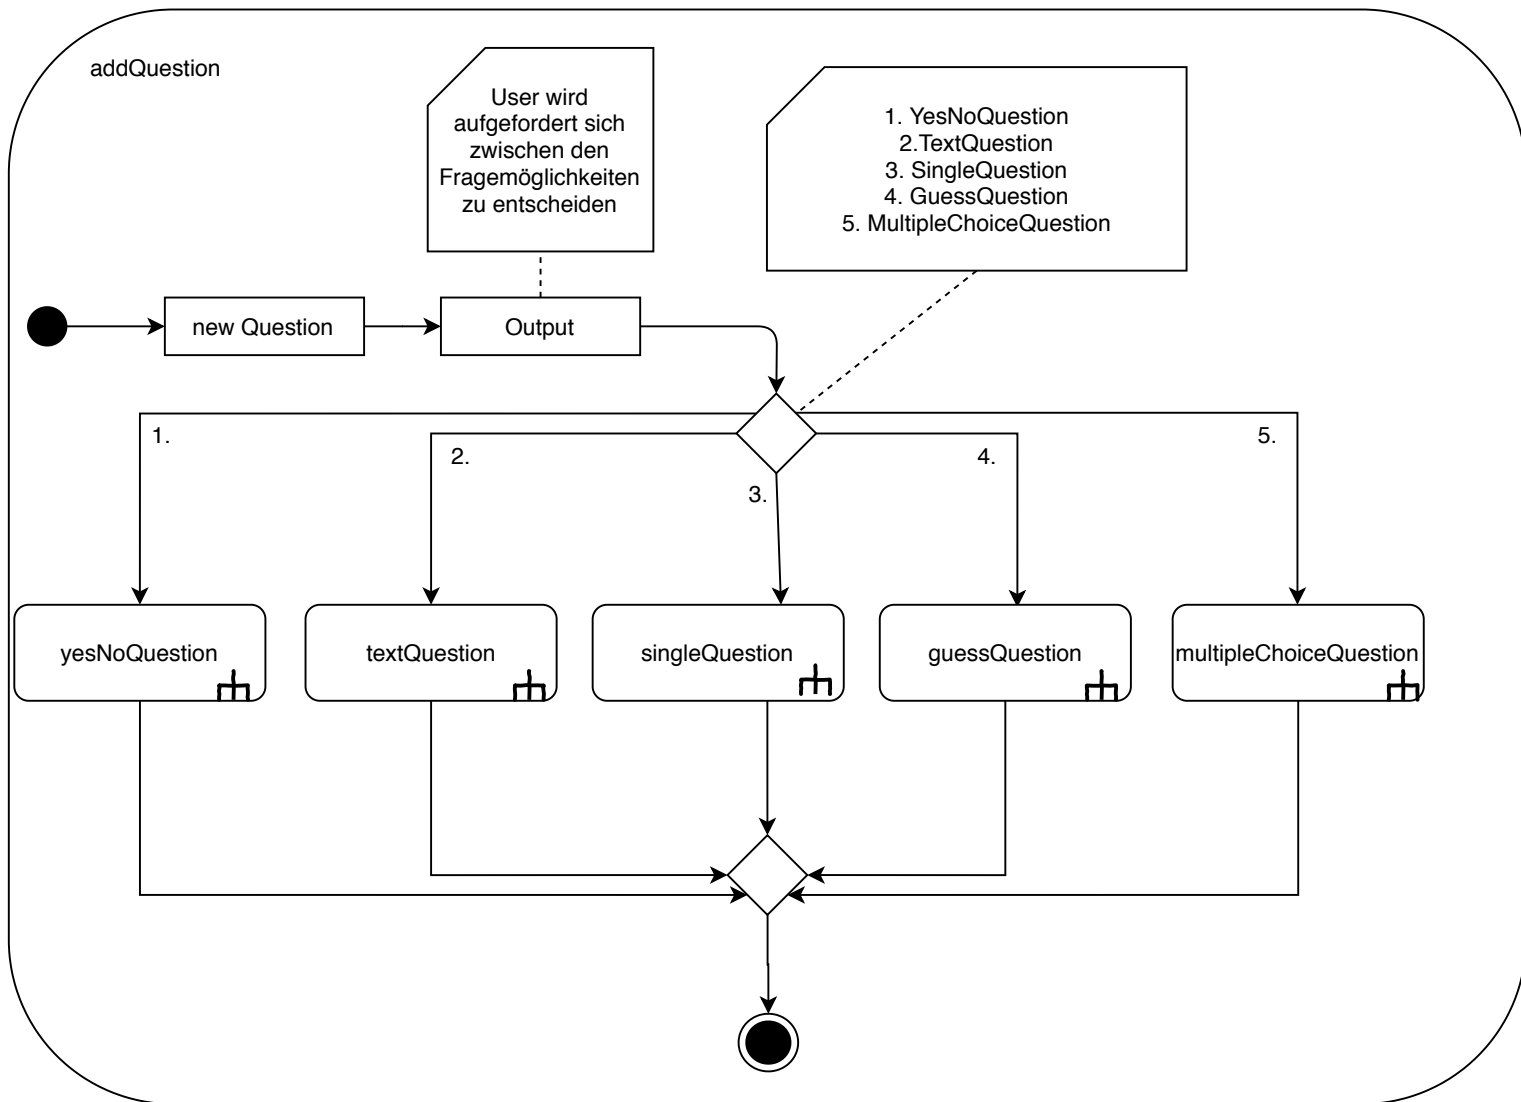 addQuestion
User wird
aufgefordert sich
zwischen den
Fragemöglichkeiten
zu entscheiden
1. YesNoQuestion
2.TextQuestion
3. SingleQuestion
4. GuessQuestion
5. MultipleChoiceQuestion
new Question
Output
1.
2.
3.
4.
5.
yesNoQuestion
textQuestion
singleQuestion
guessQuestion
multipleChoiceQuestion